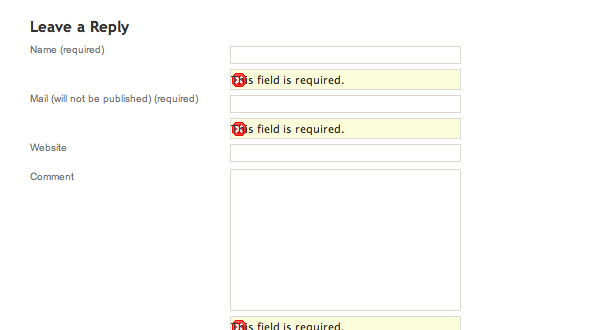 Leave a Reply
Name (required)
This field is required.
Mail (will not be published) (required)
This field is required.
Website
Comment
This field is required.